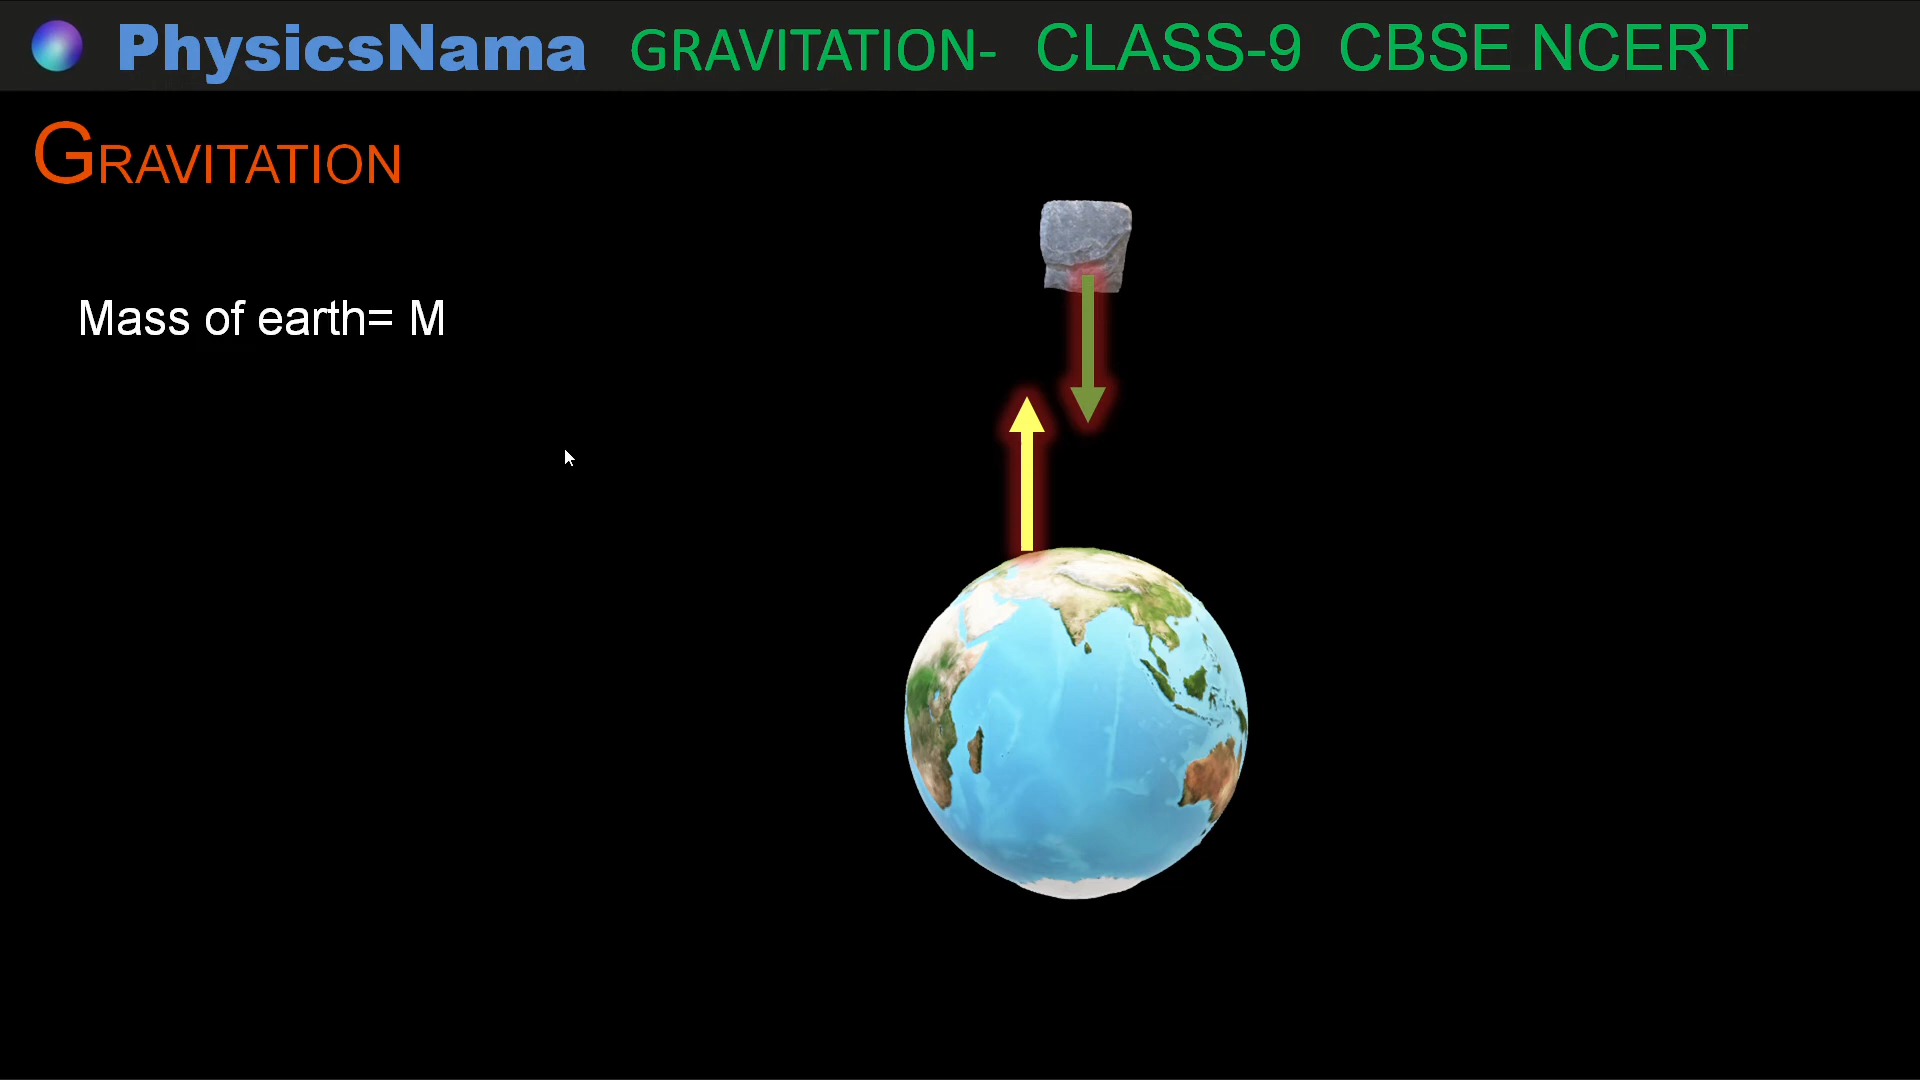 PhysicsNama GRAVITATION- CLASS-9 CBSE NCERT
GRAVITATION
Mass of earth= M